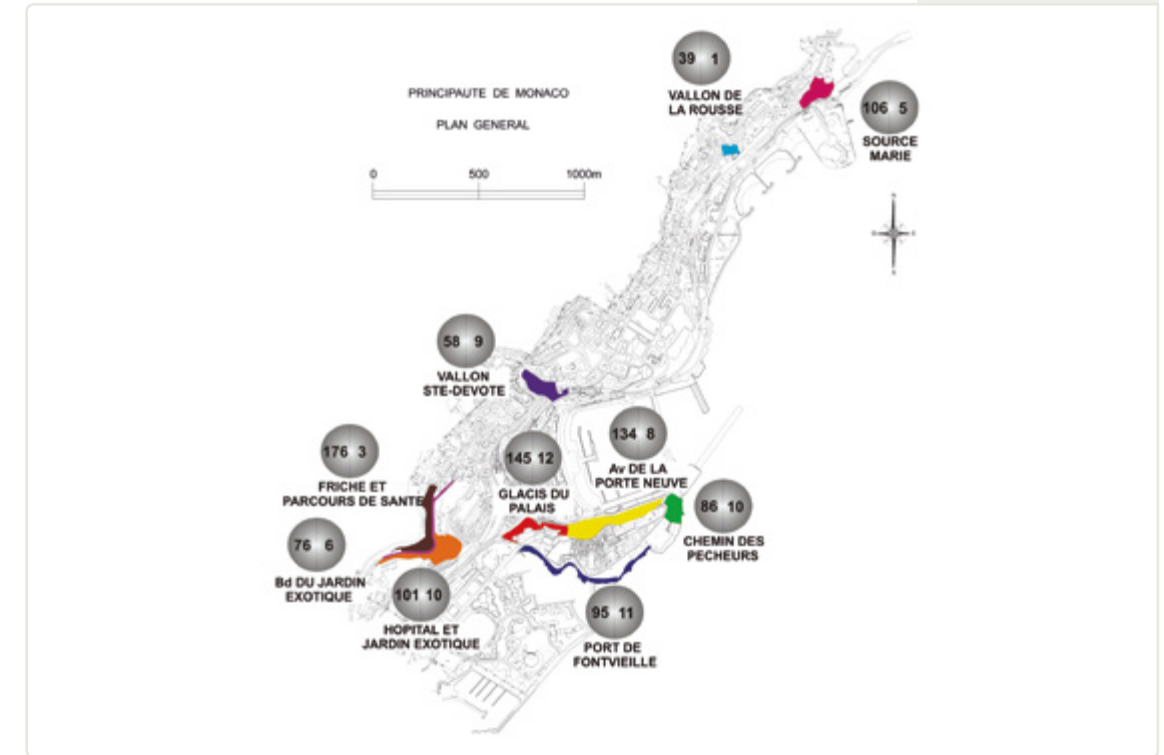 PRINCIPAUTE DE MONACO
PLAN GENERAL
0 500 1000m
39 1
VALLON DE
LA ROUSSE
106 5
SOURCE
MARIE
58 9
VALLON
STE-DEVOTE
176 3
FRICHE ET
PARCOURS DE SANTE
145 12
GLACIS DU
PALAIS
134 8
Av DE LA
PORTE NEUVE
86 10
CHEMIN DES
PECHEURS
76 6
Bd DU JARDIN
EXOTIQUE
101 10
HOPITAL ET
JARDIN EXOTIQUE
95 11
PORT DE
FONTVIEILLE